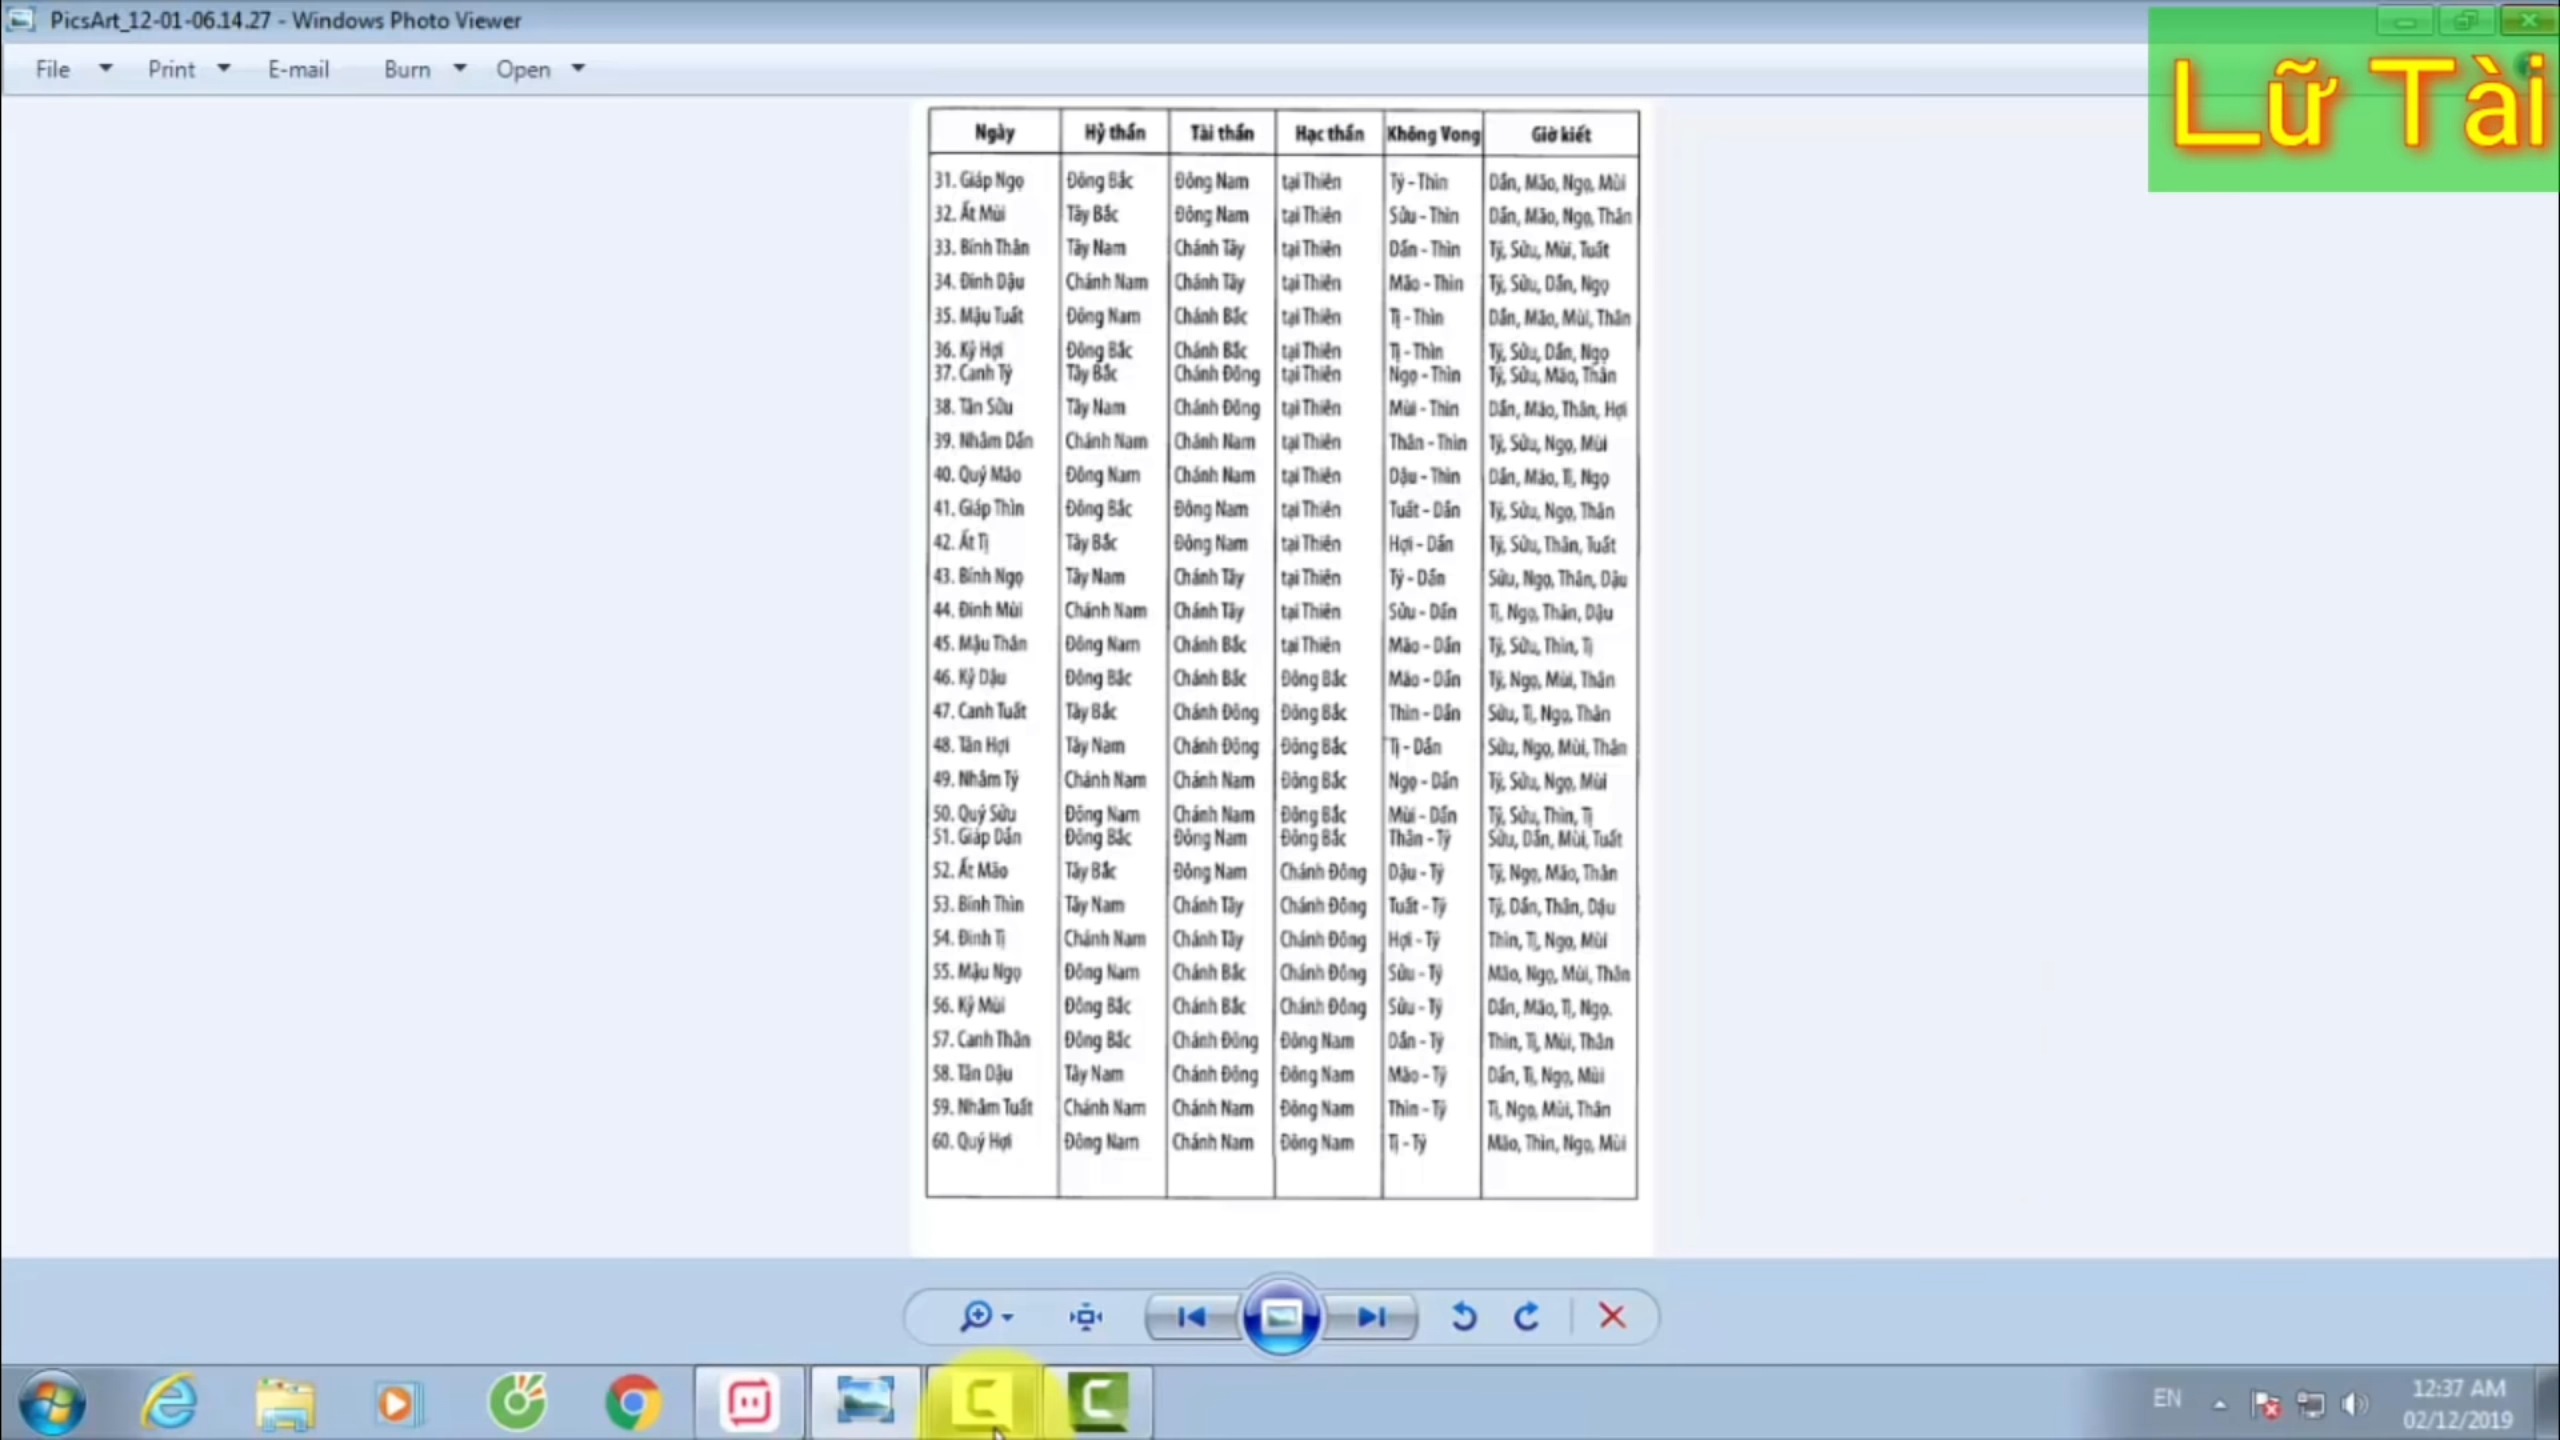 PicsArt_12-01-06.14.27 - Windows Photo Viewer
File Print E-mail Burn Open
Lữ Tài
Ngày Hỷ thần Tài thần Hạc thần Không Vong Giờ kiết
31. Giáp Ngọ Đông Bắc Đông Nam tại Thiên Tý - Thìn Dần, Mão, Ngọ, Mùi
32. Ất Mùi Tây Bắc Đông Nam tại Thiên Sửu - Thìn Dần, Mão, Ngọ, Thân
33. Bính Thân Tây Nam Chánh Tây tại Thiên Dần - Thìn Tý, Sửu, Mùi, Tuất
34. Đinh Dậu Chánh Nam Chánh Tây tại Thiên Mão - Thìn Tý, Sửu, Dần, Ngọ
35. Mậu Tuất Đông Nam Chánh Bắc tại Thiên Tị - Thìn Dần, Mão, Mùi, Thân
36. Kỷ Hợi Đông Bắc Chánh Bắc tại Thiên Tị - Thìn Tý, Sửu, Dần, Ngọ
37. Canh Tý Tây Bắc Chánh Đông tại Thiên Ngọ - Thìn Tý, Sửu, Mão, Thân
38. Tân Sửu Tây Nam Chánh Đông tại Thiên Mùi - Thìn Dần, Mão, Thân, Hợi
39. Nhâm Dần Chánh Nam Chánh Nam tại Thiên Thân - Thìn Tý, Sửu, Ngọ, Mùi
40. Quý Mão Đông Nam Chánh Nam tại Thiên Dậu - Thìn Dần, Mão, Tị, Ngọ
41. Giáp Thìn Đông Bắc Đông Nam tại Thiên Tuất - Dần Tý, Sửu, Ngọ, Thân
42. Ất Tị Tây Bắc Đông Nam tại Thiên Hợi - Dần Tý, Sửu, Thân, Tuất
43. Bính Ngọ Tây Nam Chánh Tây tại Thiên Tý - Dần Sửu, Ngọ, Thân, Dậu
44. Đinh Mùi Chánh Nam Chánh Tây tại Thiên Sửu - Dần Tị, Ngọ, Thân, Dậu
45. Mậu Thân Đông Nam Chánh Bắc tại Thiên Mão - Dần Tý, Sửu, Thìn, Tị
46. Kỷ Dậu Đông Bắc Chánh Bắc Đông Bắc Mão - Dần Tý, Ngọ, Mùi, Thân
47. Canh Tuất Tây Bắc Chánh Đông Đông Bắc Thìn - Dần Sửu, Tị, Ngọ, Thân
48. Tân Hợi Tây Nam Chánh Đông Đông Bắc Tị - Dần Sửu, Ngọ, Mùi, Thân
49. Nhâm Tý Chánh Nam Chánh Nam Đông Bắc Ngọ - Dần Tý, Sửu, Ngọ, Mùi
50. Quý Sửu Đông Nam Chánh Nam Đông Bắc Mùi - Dần Tý, Sửu, Thìn, Tị
51. Giáp Dần Đông Bắc Đông Nam Đông Bắc Thân - Tý Sửu, Dần, Mùi, Tuất
52. Ất Mão Tây Bắc Đông Nam Chánh Đông Dậu - Tý Tý, Ngọ, Mão, Thân
53. Bính Thìn Tây Nam Chánh Tây Chánh Đông Tuất - Tý Tý, Dần, Thân, Dậu
54. Đinh Tị Chánh Nam Chánh Tây Chánh Đông Hợi - Tý Thìn, Tị, Ngọ, Mùi
55. Mậu Ngọ Đông Nam Chánh Bắc Chánh Đông Sửu - Tý Mão, Ngọ, Mùi, Thân
56. Kỷ Mùi Đông Bắc Chánh Bắc Chánh Đông Sửu - Tý Dần, Mão, Tị, Ngọ.
57. Canh Thân Đông Bắc Chánh Đông Đông Nam Dần - Tý Thìn, Tị, Mùi, Thân
58. Tân Dậu Tây Nam Chánh Đông Đông Nam Mão - Tý Dần, Tị, Ngọ, Mùi
59. Nhâm Tuất Chánh Nam Chánh Nam Đông Nam Thìn - Tý Tị, Ngọ, Mùi, Thân
60. Quý Hợi Đông Nam Chánh Nam Đông Nam Tị - Tý Mão, Thìn, Ngọ, Mùi
EN
12:37 AM
02/12/2019